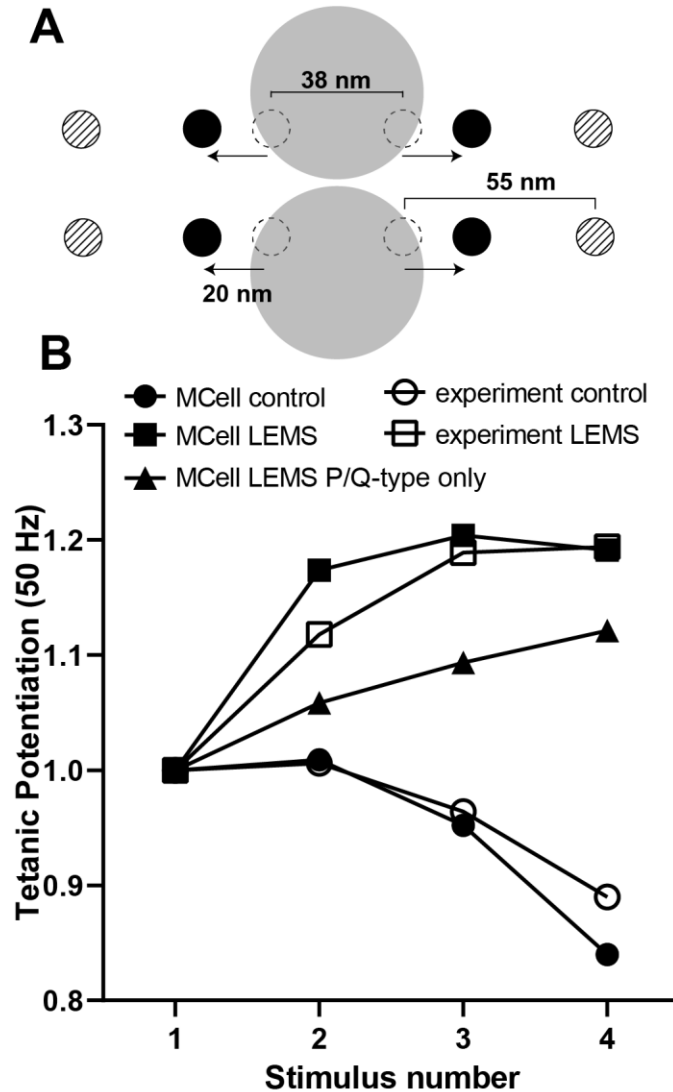 A
38 nm
55 nm
20 nm
B
MCell control
experiment control
MCell LEMS
experiment LEMS
MCell LEMS P/Q-type only
1.3
1.2
1.1
1.0
0.9
0.8
Tetanic Potentiation (50 Hz)
1 2 3 4
Stimulus number